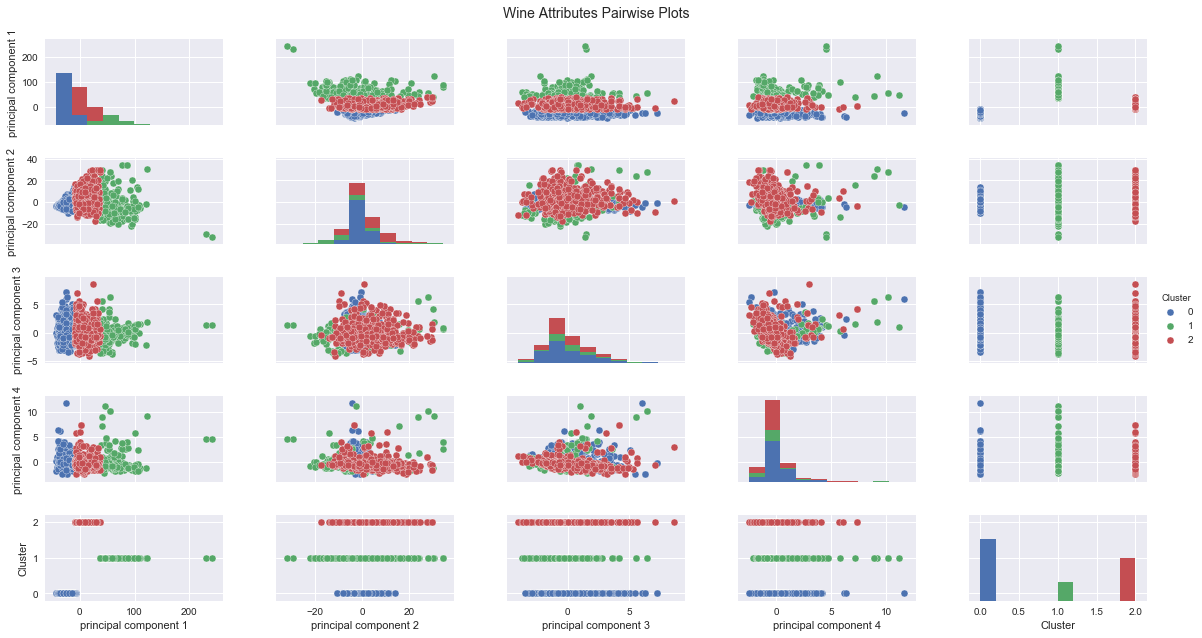 Wine Attributes Pairwise Plots
principal component 1
200
100
0
principal component 2
40
20
0
−20
principal component 3
5
0
−5
principal component 4
10
5
0
Cluster
2
1
0
0 100 200
principal component 1
−20 0 20
principal component 2
0 5
principal component 3
0 5 10
principal component 4
0.0 0.5 1.0 1.5 2.0
Cluster
Cluster
0
1
2